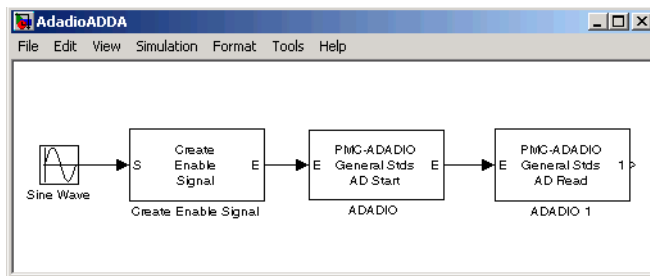 AdadioADDA
File Edit View Simulation Format Tools Help
Sine Wave
S
Create
Enable
Signal
E
Create Enable Signal
E
PMC-ADADIO
General Stds
AD Start
E
ADADIO
E
PMC-ADADIO
General Stds
AD Read
1
ADADIO 1